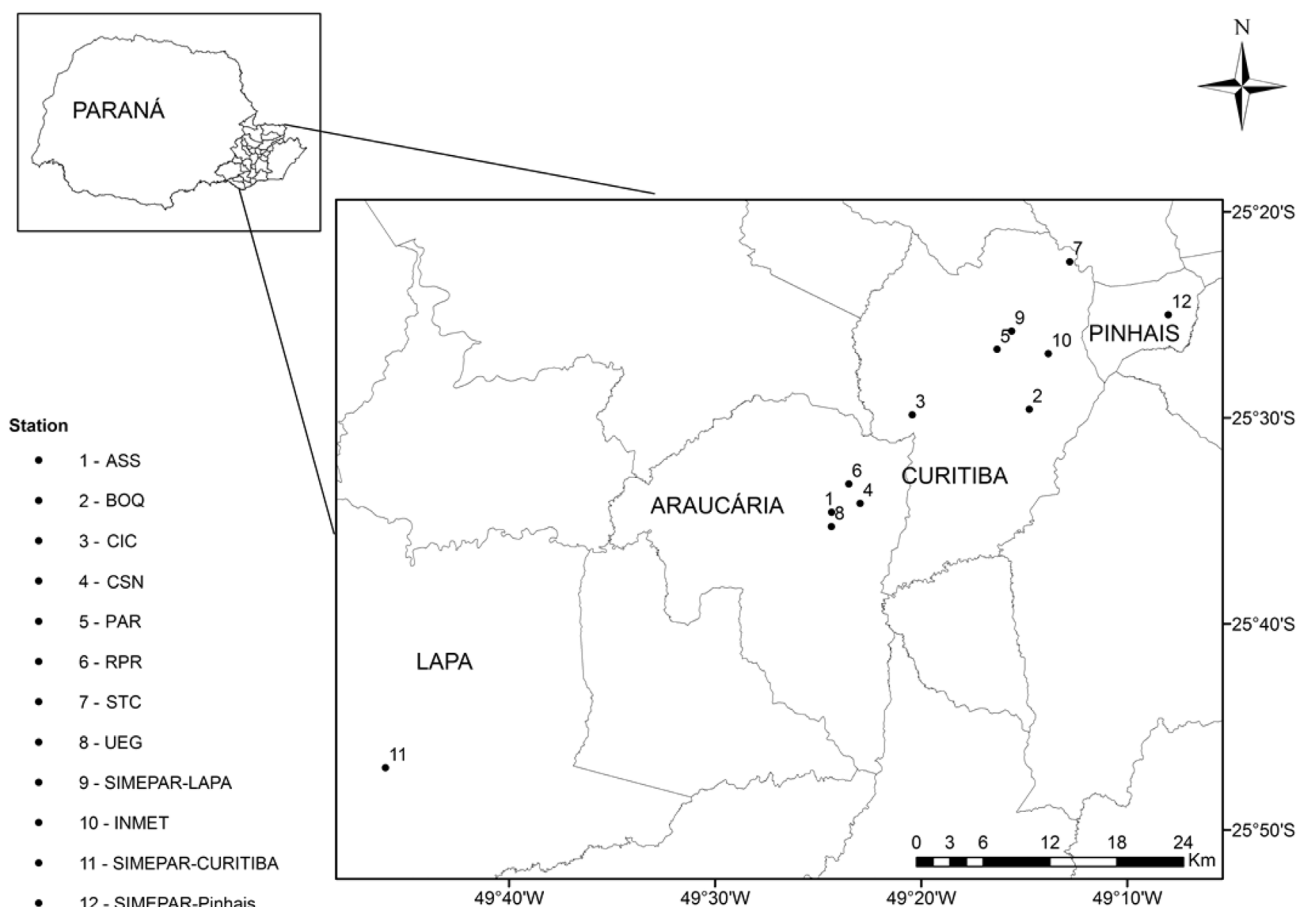 N
PARANÁ
25°20'S
7
12
9
PINHAIS
5
10
2
3
25°30'S
Station
CURITIBA
6
4
ARAUCÁRIA
1
8
1 - ASS
2 - BOQ
3 - CIC
4 - CSN
5 - PAR
6 - RPR
7 - STC
8 - UEG
9 - SIMEPAR-LAPA
10 - INMET
11 - SIMEPAR-CURITIBA
12 - SIMEPAR-Pinhais
25°40'S
LAPA
11
25°50'S
0 3 6 12 18 24
Km
49°40'W 49°30'W 49°20'W 49°10'W